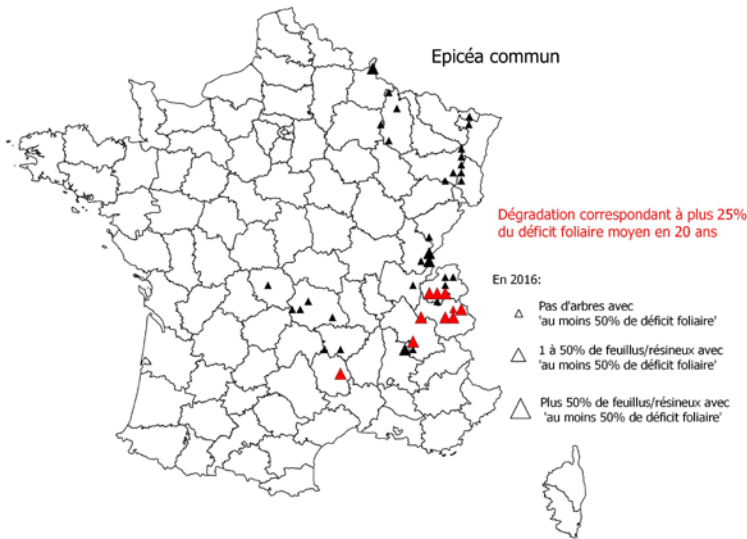 Epicéa commun
Dégradation correspondant à plus 25%
du déficit foliaire moyen en 20 ans
En 2016:
Pas d'arbres avec
'au moins 50% de déficit foliaire'
1 à 50% de feuillus/résineux avec
'au moins 50% de déficit foliaire'
Plus 50% de feuillus/résineux avec
'au moins 50% de déficit foliaire'